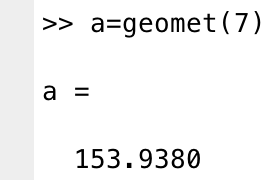 >> a=geomet(7)
a =
153.9380